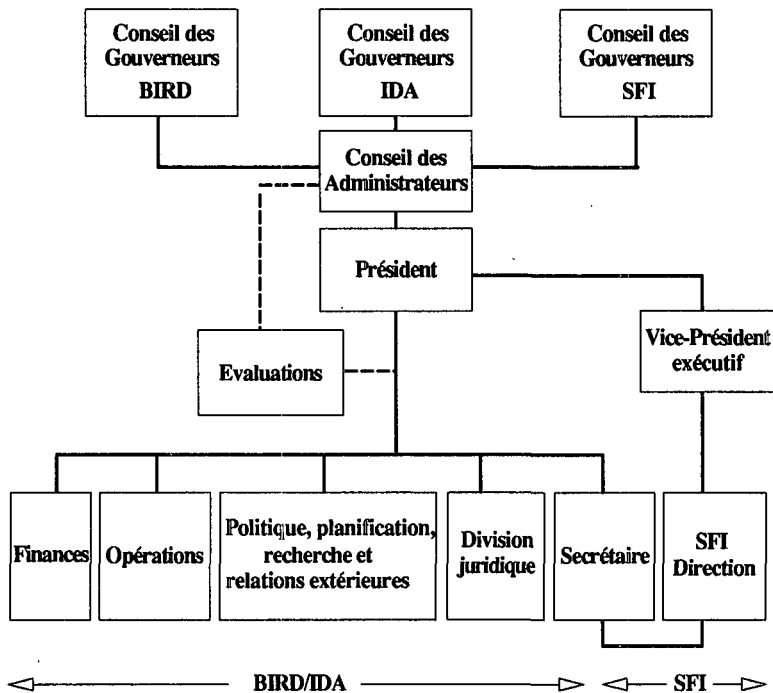 Conseil des
Gouverneurs
BIRD
Conseil des
Gouverneurs
IDA
Conseil des
Gouverneurs
SFI
Conseil des
Administrateurs
Président
Evaluations
Vice-Président
exécutif
Finances
Opérations
Politique, planification,
recherche et
relations extérieures
Division
juridique
Secrétaire
SFI
Direction
BIRD/IDA
SFI